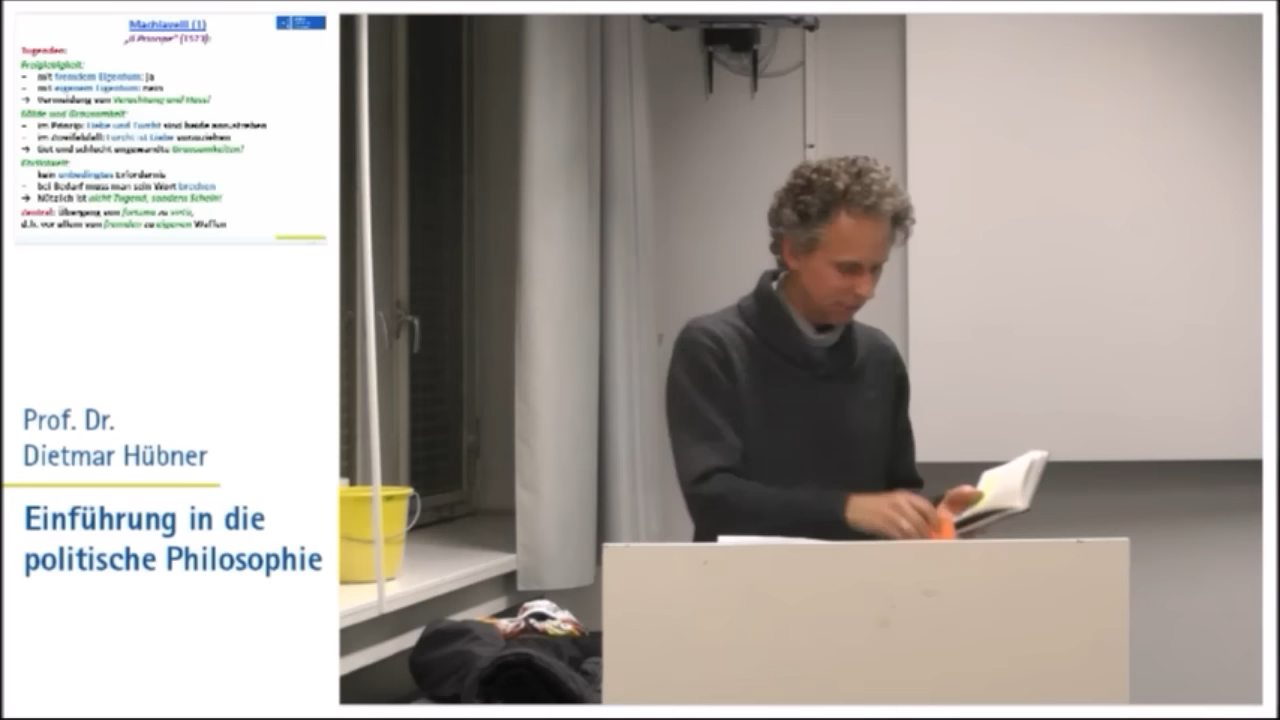 Machiavelli (1)
„Il Principe“ (1513):
Tugenden:
Freigiebigkeit:
- mit fremdem Eigentum: ja
- mit eigenem Eigentum: nein
→ Vermeidung von Verachtung und Hass!
Milde und Grausamkeit:
- im Prinzip: Liebe und Furcht sind beide anzustreben
- im Zweifelsfall: Furcht ist Liebe vorzuziehen
→ Gut und schlecht angewandte Grausamkeiten!
Ehrlichkeit:
kein unbedingtes Erfordernis
- bei Bedarf muss man sein Wort brechen
→ Nützlich ist nicht Tugend, sondern Schein!
Zentral: Übergang von fortuna zu virtù,
d.h. vor allem von fremden zu eigenen Waffen
Prof. Dr.
Dietmar Hübner
Einführung in die
politische Philosophie